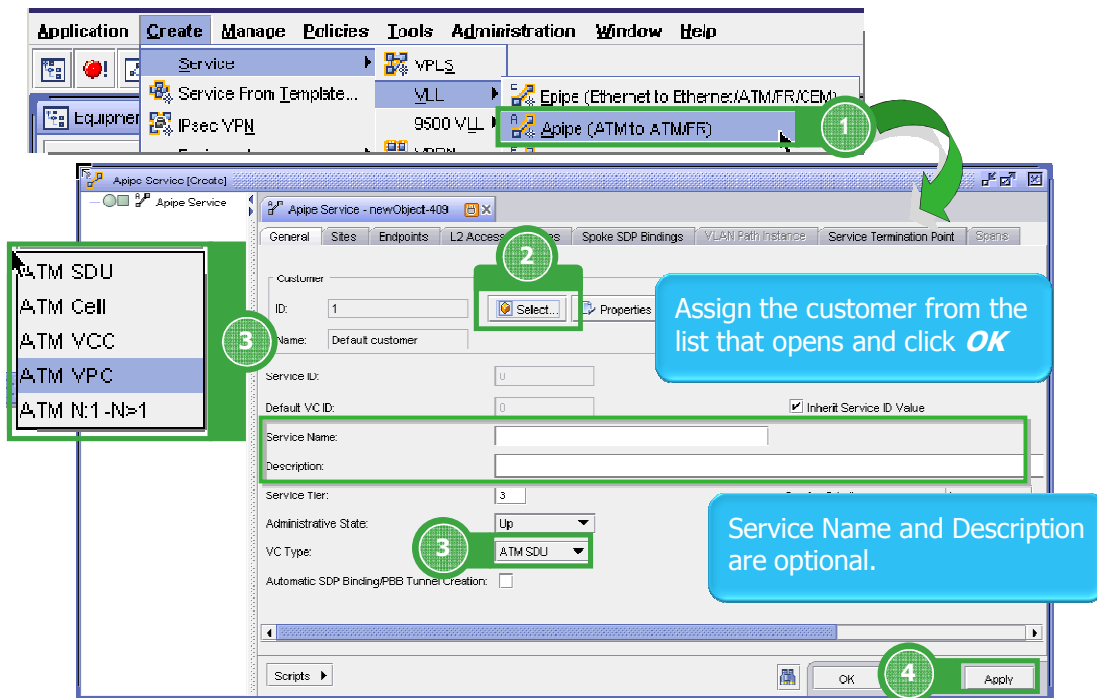 Application Create Manage Policies Tools Administration Window Help
Service
VPLS
Service From Template...
VLL
Epipe (Ethernet to Ethernet/ATM/FR/CEM)
Equipmen
IPsec VPN
9500 VLL
Apipe (ATM to ATM/FR)
1
Apipe Service [Create]
Apipe Service
Apipe Service - newObject-409
General Sites Endpoints L2 Access Spoke SDP Bindings VLAN Path Instance Service Termination Point Spans
2
Customer
ID: 1 Select... Properties
Name: Default customer
Assign the customer from the
list that opens and click OK
ATM SDU
ATM Cell
ATM VCC
ATM VPC
ATM N:1 -N>1
3
Service ID: 0
Default VC ID: 0 Inherit Service ID Value
Service Name:
Description:
Service Tier: 3
Administrative State: Up
VC Type: 3 ATM SDU
Automatic SDP Binding/PBB Tunnel Creation:
Service Name and Description
are optional.
Scripts OK 4 Apply